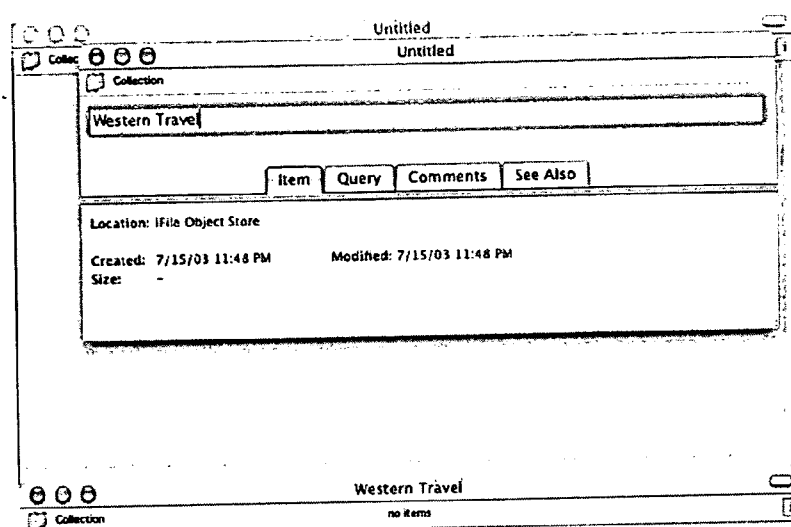 Untitled
Collec
Untitled
i
Collection
Western Travel
Item Query Comments See Also
Location: iFile Object Store
Created: 7/15/03 11:48 PM Modified: 7/15/03 11:48 PM
Size: -
Western Travel
Collection no items